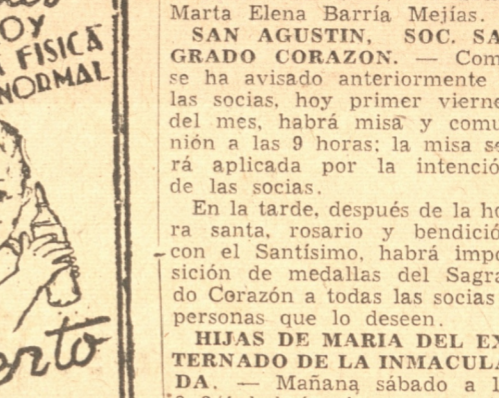 OY
FISICA
NORMAL
erto
Marta Elena Barría Mejías.
SAN AGUSTIN, SOC. SA
GRADO CORAZON. — Com
se ha avisado anteriormente
las socias, hoy primer vierne
del mes, habrá misa y comu
nión a las 9 horas; la misa se
rá aplicada por la intenció
de las socias.
En la tarde, después de la ho
ra santa, rosario y bendició
con el Santísimo, habrá impo
sición de medallas del Sagra
do Corazón a todas las socias
personas que lo deseen.
HIJAS DE MARIA DEL EX
TERNADO DE LA INMACULA
DA. — Mañana sábado a l